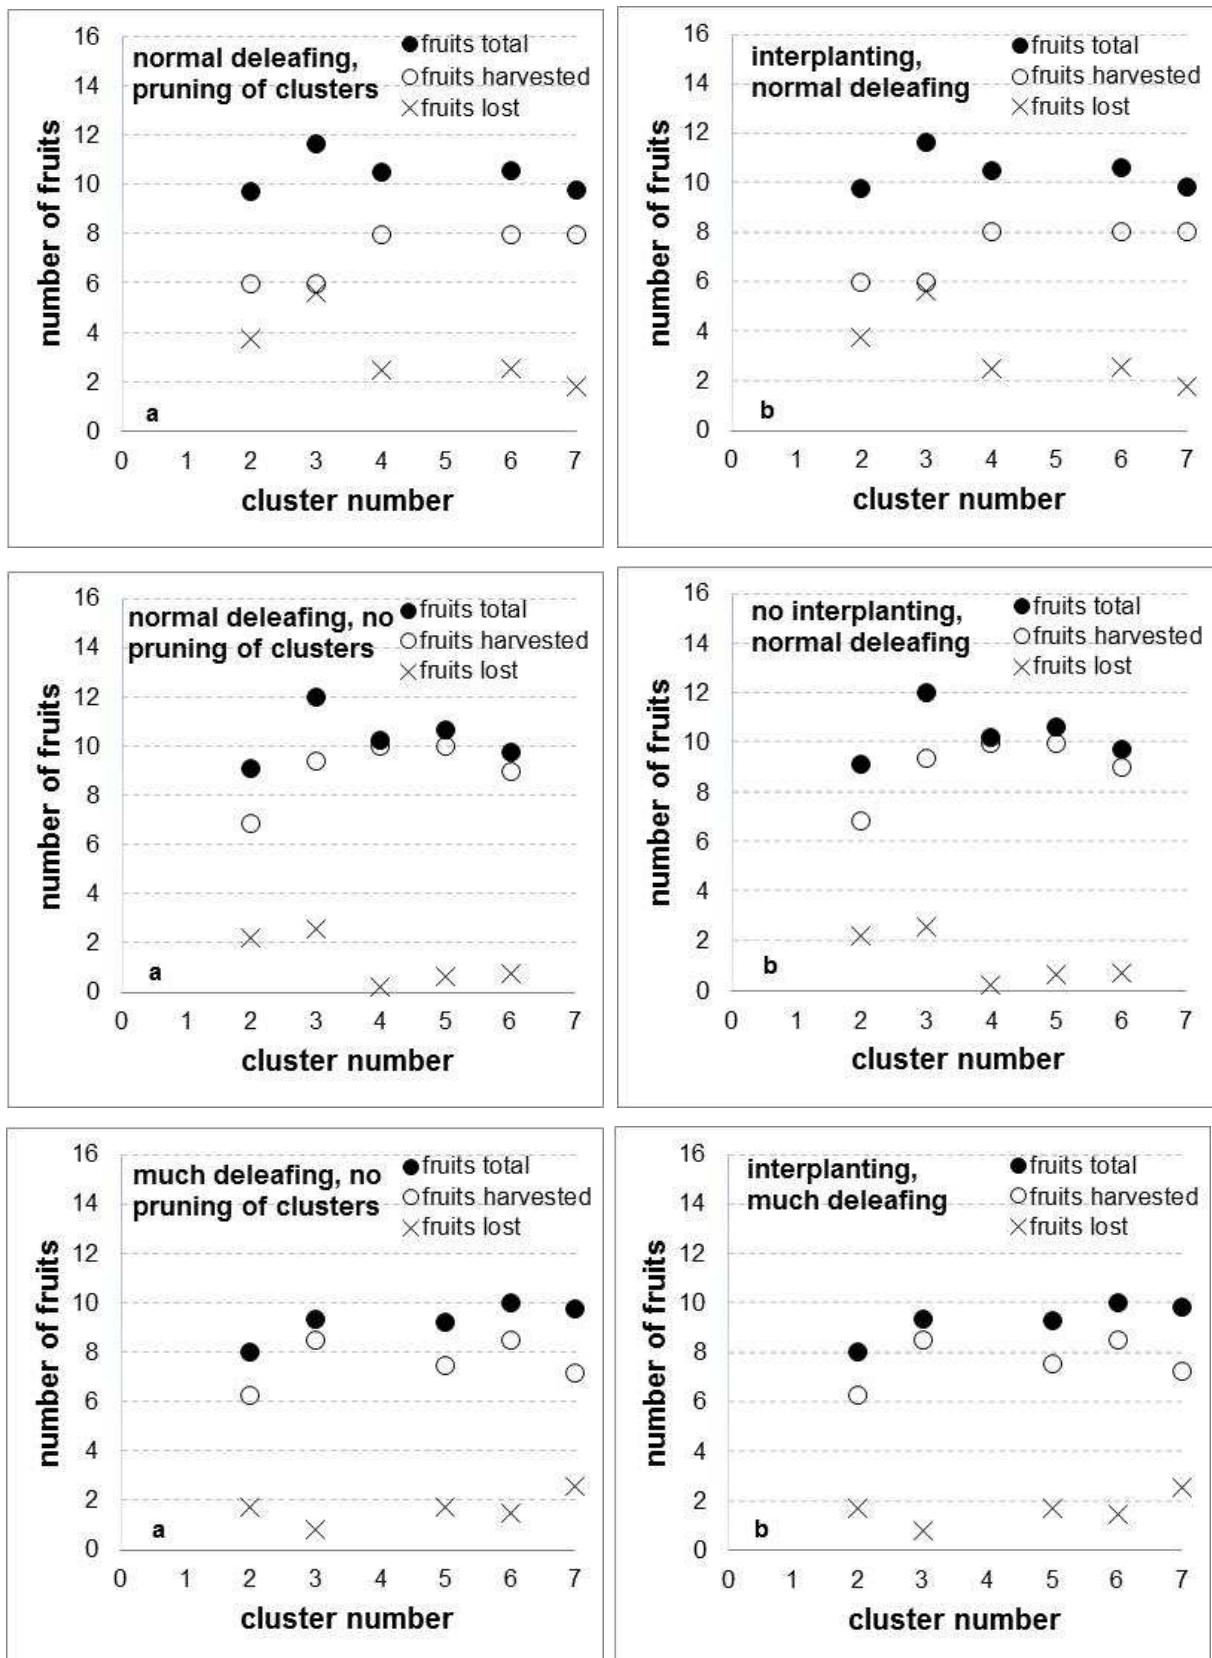 16
14
12
10
8
6
4
2
0
number of fruits
normal deleafing,
pruning of clusters
fruits total
fruits harvested
fruits lost
a
0 1 2 3 4 5 6 7
cluster number
16
14
12
10
8
6
4
2
0
number of fruits
interplanting,
normal deleafing
fruits total
fruits harvested
fruits lost
b
0 1 2 3 4 5 6 7
cluster number
16
14
12
10
8
6
4
2
0
number of fruits
normal deleafing, no
pruning of clusters
fruits total
fruits harvested
fruits lost
a
0 1 2 3 4 5 6 7
cluster number
16
14
12
10
8
6
4
2
0
number of fruits
no interplanting,
normal deleafing
fruits total
fruits harvested
fruits lost
b
0 1 2 3 4 5 6 7
cluster number
16
14
12
10
8
6
4
2
0
number of fruits
much deleafing, no
pruning of clusters
fruits total
fruits harvested
fruits lost
a
0 1 2 3 4 5 6 7
cluster number
16
14
12
10
8
6
4
2
0
number of fruits
interplanting,
much deleafing
fruits total
fruits harvested
fruits lost
b
0 1 2 3 4 5 6 7
cluster number